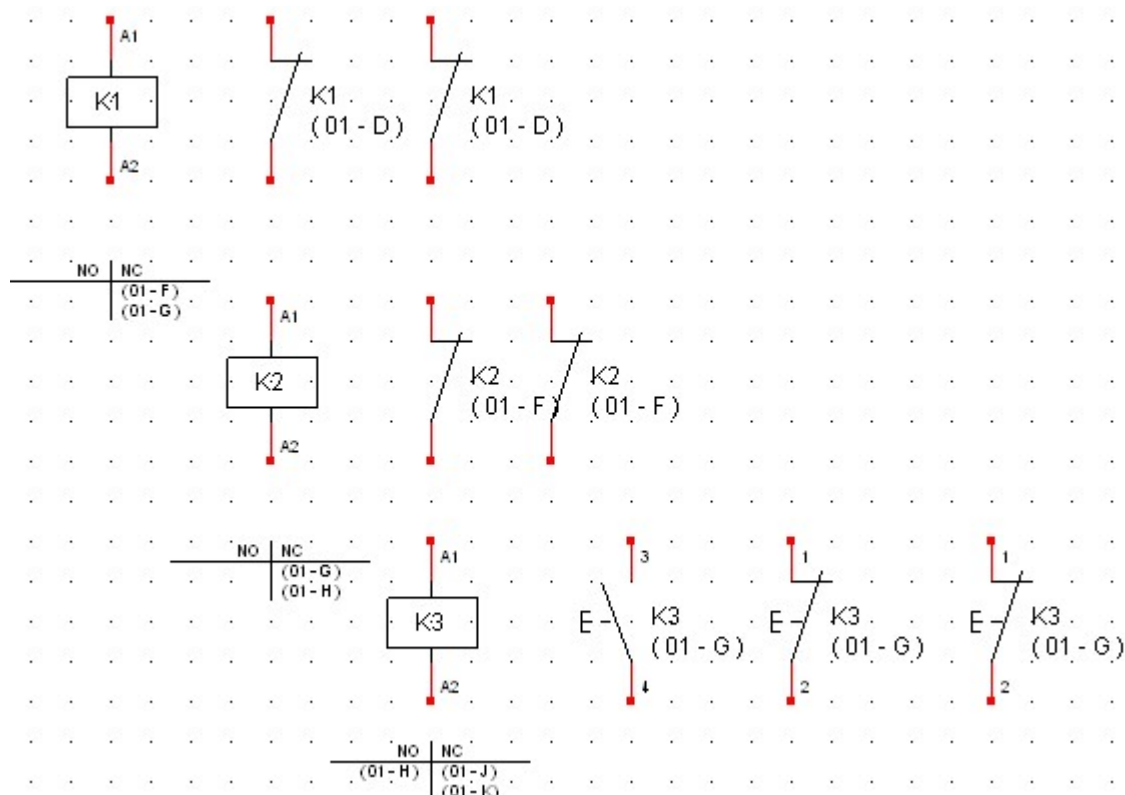 A1
K1
A2
K1
(01 - D)
K1
(01 - D)
NO NC
(01-F)
(01-G)
A1
K2
A2
K2
(01 - F)
K2
(01 - F)
NO NC
(01-G)
(01-H)
A1
K3
A2
3
E
K3
(01 - G)
4
1
E
K3
(01 - G)
2
1
E
K3
(01 - G)
2
NO NC
(01-H) (01-J)
(01-K)